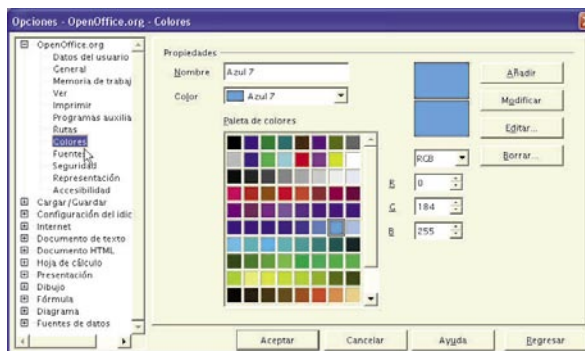 Opciones - OpenOffice.org - Colores
OpenOffice.org
Datos del usuario
General
Memoria de trabaj
Ver
Imprimir
Programas auxilia
Rutas
Colores
Fuentes
Seguridad
Representación
Accesibilidad
Cargar/Guardar
Configuración del idic
Internet
Documento de texto
Documento HTML
Hoja de cálculo
Presentación
Dibujo
Fórmula
Diagrama
Fuentes de datos
Propiedades
Nombre Azul 7
Color Azul 7
Paleta de colores
Añadir
Modificar
Editar...
Borrar...
RGB
R 0
G 184
B 255
Aceptar Cancelar Ayuda Regresar